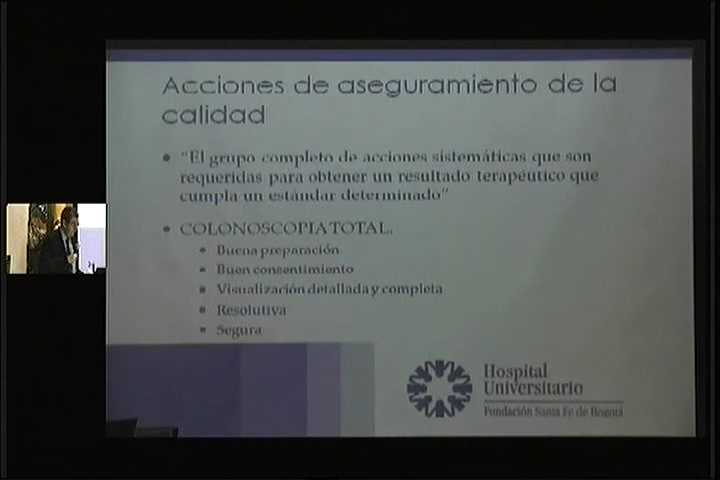 Acciones de aseguramiento de la
calidad
• "El grupo completo de acciones sistemáticas que son
requeridas para obtener un resultado terapéutico que
cumpla un estándar determinado"
• COLONOSCOPIA TOTAL.
• Buena preparación
• Buen consentimiento
• Visualización detallada y completa
• Resolutiva
• Segura
Hospital
Universitario
Fundación Santa Fe de Bogotá